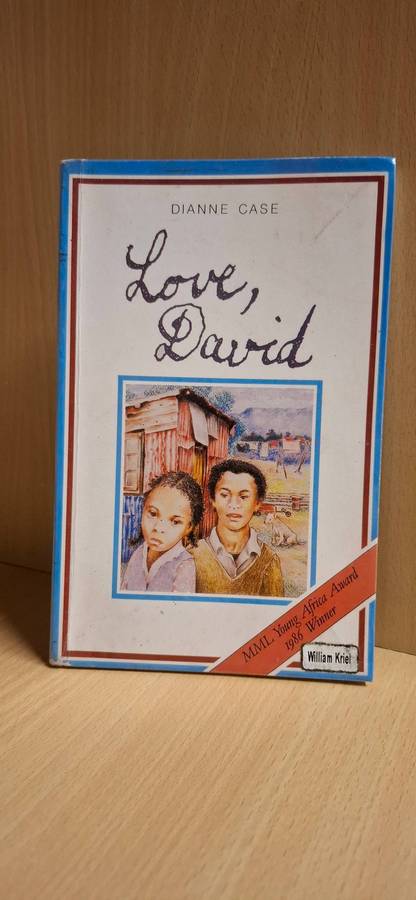 DIANNE CASE
Love,
David
MML Young Africa Award
1986 Winner
William Kriel